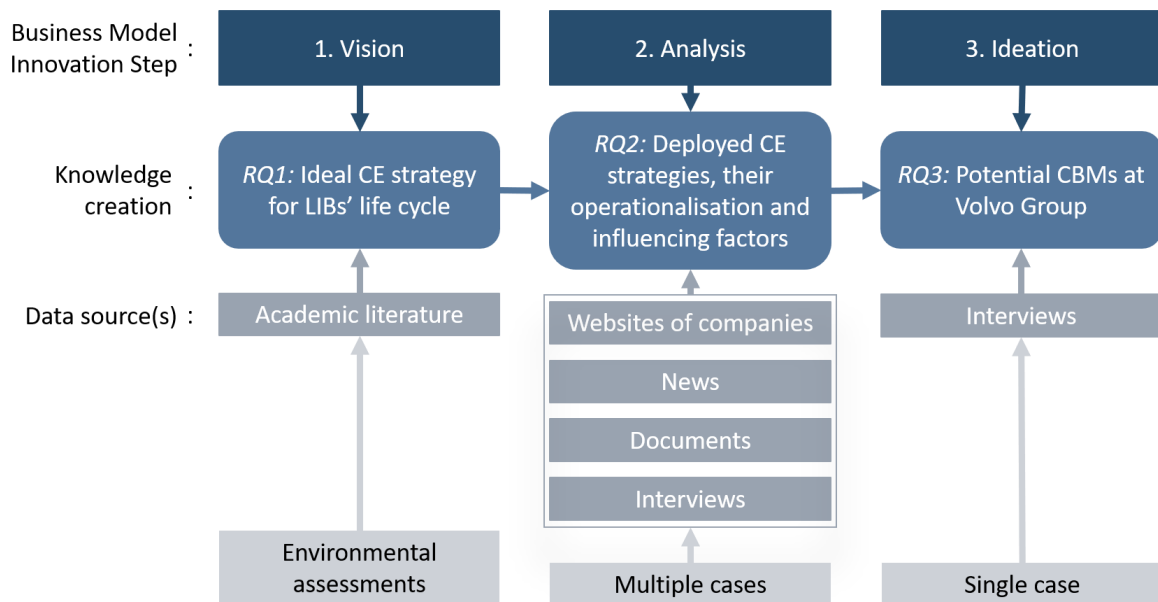 Business Model
Innovation Step :
1. Vision
2. Analysis
3. Ideation
Knowledge
creation :
RQ1: Ideal CE strategy
for LIBs’ life cycle
RQ2: Deployed CE
strategies, their
operationalisation and
influencing factors
RQ3: Potential CBMs at
Volvo Group
Data source(s) :
Academic literature
Websites of companies
News
Documents
Interviews
Interviews
Environmental
assessments
Multiple cases
Single case